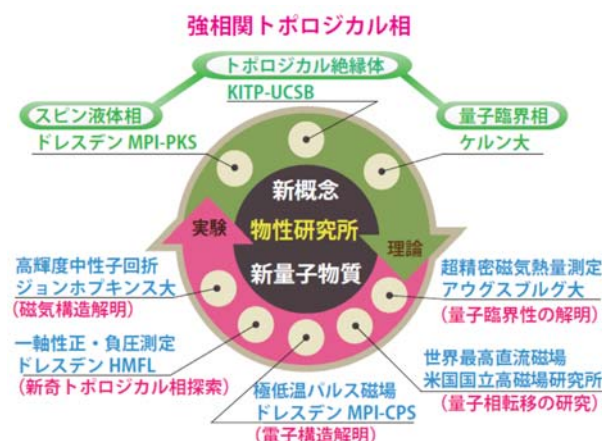 強相関トポロジカル相
トポロジカル絶縁体
KITP-UCSB
スピン液体相
ドレスデン MPI-PKS
量子臨界相
ケルン大
新概念
物性研究所
新量子物質
実験
理論
高輝度中性子回折
ジョンホプキンス大
(磁気構造解明)
超精密磁気熱量測定
アウグスブルグ大
(量子臨界性の解明)
一軸性正・負圧測定
ドレスデン HMFL
(新奇トポロジカル相探索)
極低温パルス磁場
ドレスデン MPI-CPS
(電子構造解明)
世界最高直流磁場
米国国立高磁場研究所
(量子相転移の研究)